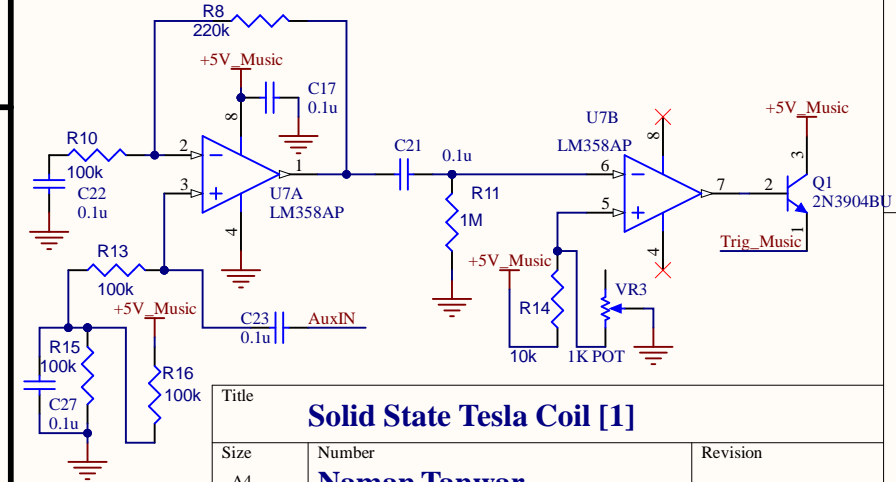 R8
220k
+5V_Music
C17
0.1u
8
R10
100k
2
1
3
U7A
LM358AP
4
C22
0.1u
C21
0.1u
R11
1M
U7B
LM358AP
8
6
5
7
4
+5V_Music
3
2
Q1
2N3904BU
1
Trig_Music
R13
100k
+5V_Music
C23
0.1u
AuxIN
+5V_Music
R14
10k
VR3
1K POT
R15
100k
C27
0.1u
R16
100k
Title
Solid State Tesla Coil [1]
Size
Number
Revision
A4
Naman Tanwar